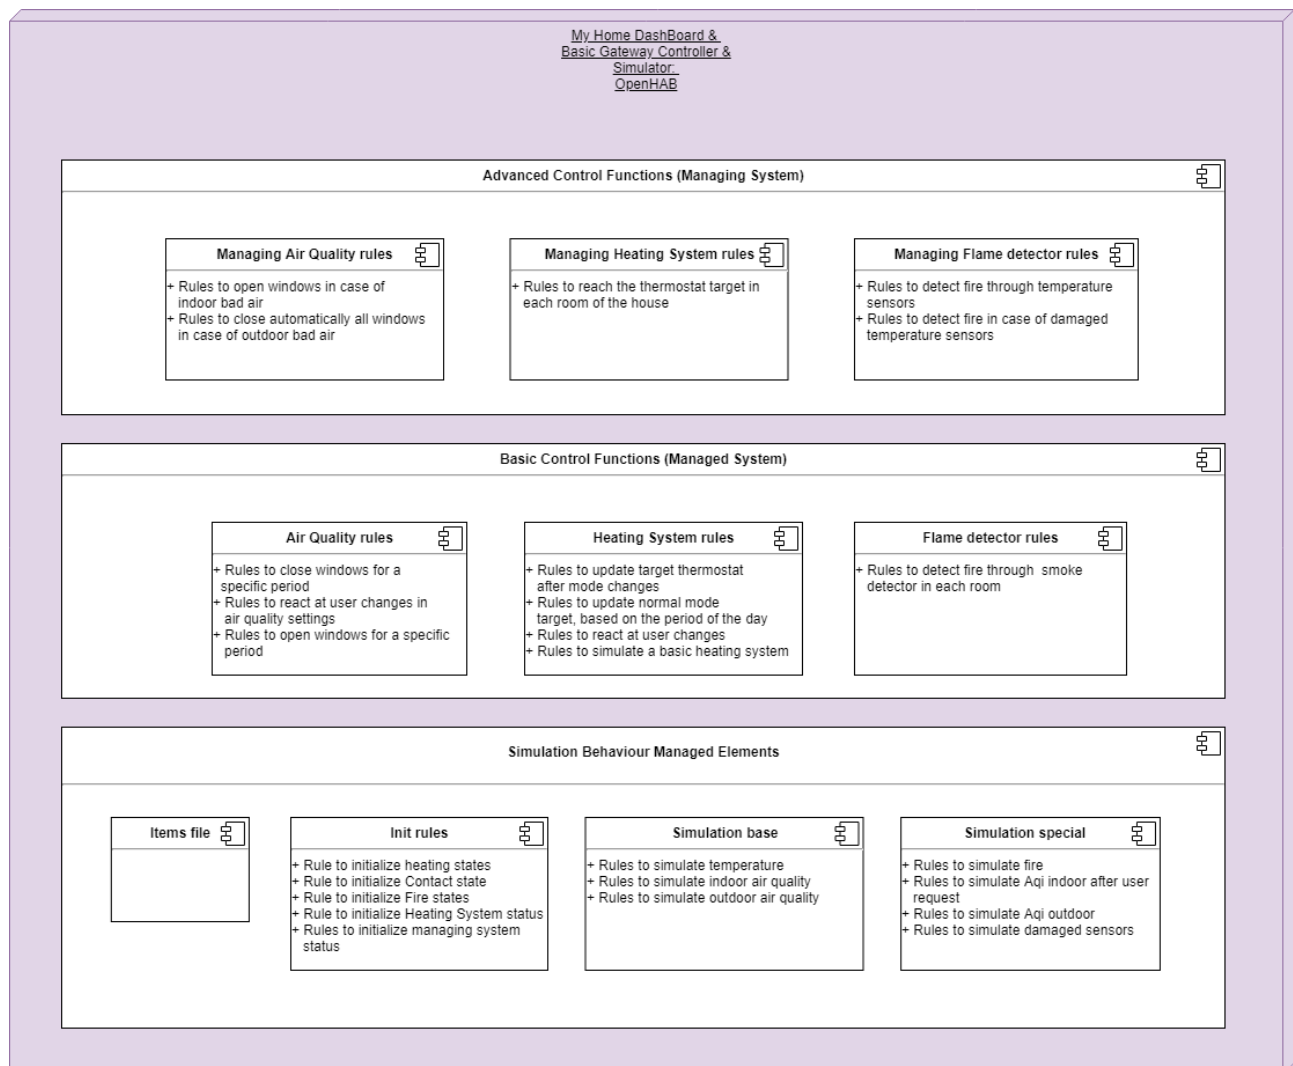 My Home DashBoard &
Basic Gateway Controller &
Simulator:
OpenHAB
Advanced Control Functions (Managing System)
Managing Air Quality rules
+ Rules to open windows in case of
indoor bad air
+ Rules to close automatically all windows
in case of outdoor bad air
Managing Heating System rules
+ Rules to reach the thermostat target in
each room of the house
Managing Flame detector rules
+ Rules to detect fire through temperature
sensors
+ Rules to detect fire in case of damaged
temperature sensors
Basic Control Functions (Managed System)
Air Quality rules
+ Rules to close windows for a
specific period
+ Rules to react at user changes in
air quality settings
+ Rules to open windows for a specific
period
Heating System rules
+ Rules to update target thermostat
after mode changes
+ Rules to update normal mode
target, based on the period of the day
+ Rules to react at user changes
+ Rules to simulate a basic heating system
Flame detector rules
+ Rules to detect fire through smoke
detector in each room
Simulation Behaviour Managed Elements
Items file
Init rules
+ Rule to initialize heating states
+ Rule to initialize Contact state
+ Rule to initialize Fire states
+ Rule to initialize Heating System status
+ Rules to initialize managing system
status
Simulation base
+ Rules to simulate temperature
+ Rules to simulate indoor air quality
+ Rules to simulate outdoor air quality
Simulation special
+ Rules to simulate fire
+ Rules to simulate Aqi indoor after user
request
+ Rules to simulate Aqi outdoor
+ Rules to simulate damaged sensors